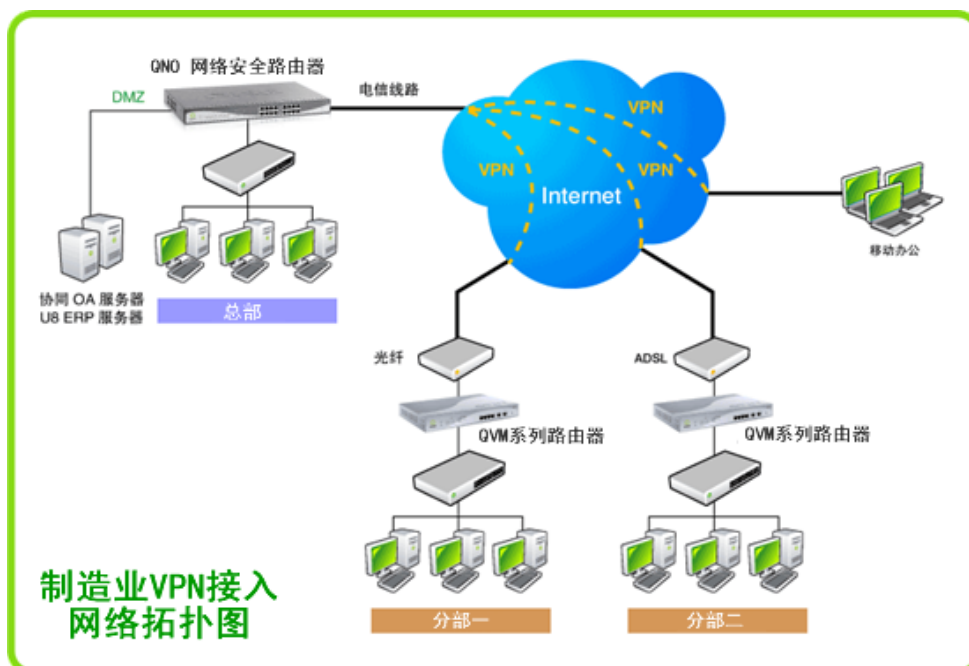 QNO 网络安全路由器
DMZ
电信线路
VPN
VPN
VPN
Internet
移动办公
协同 OA 服务器
U8 ERP 服务器
总部
光纤
ADSL
QVM系列路由器
QVM系列路由器
分部一
分部二
制造业VPN接入
网络拓扑图